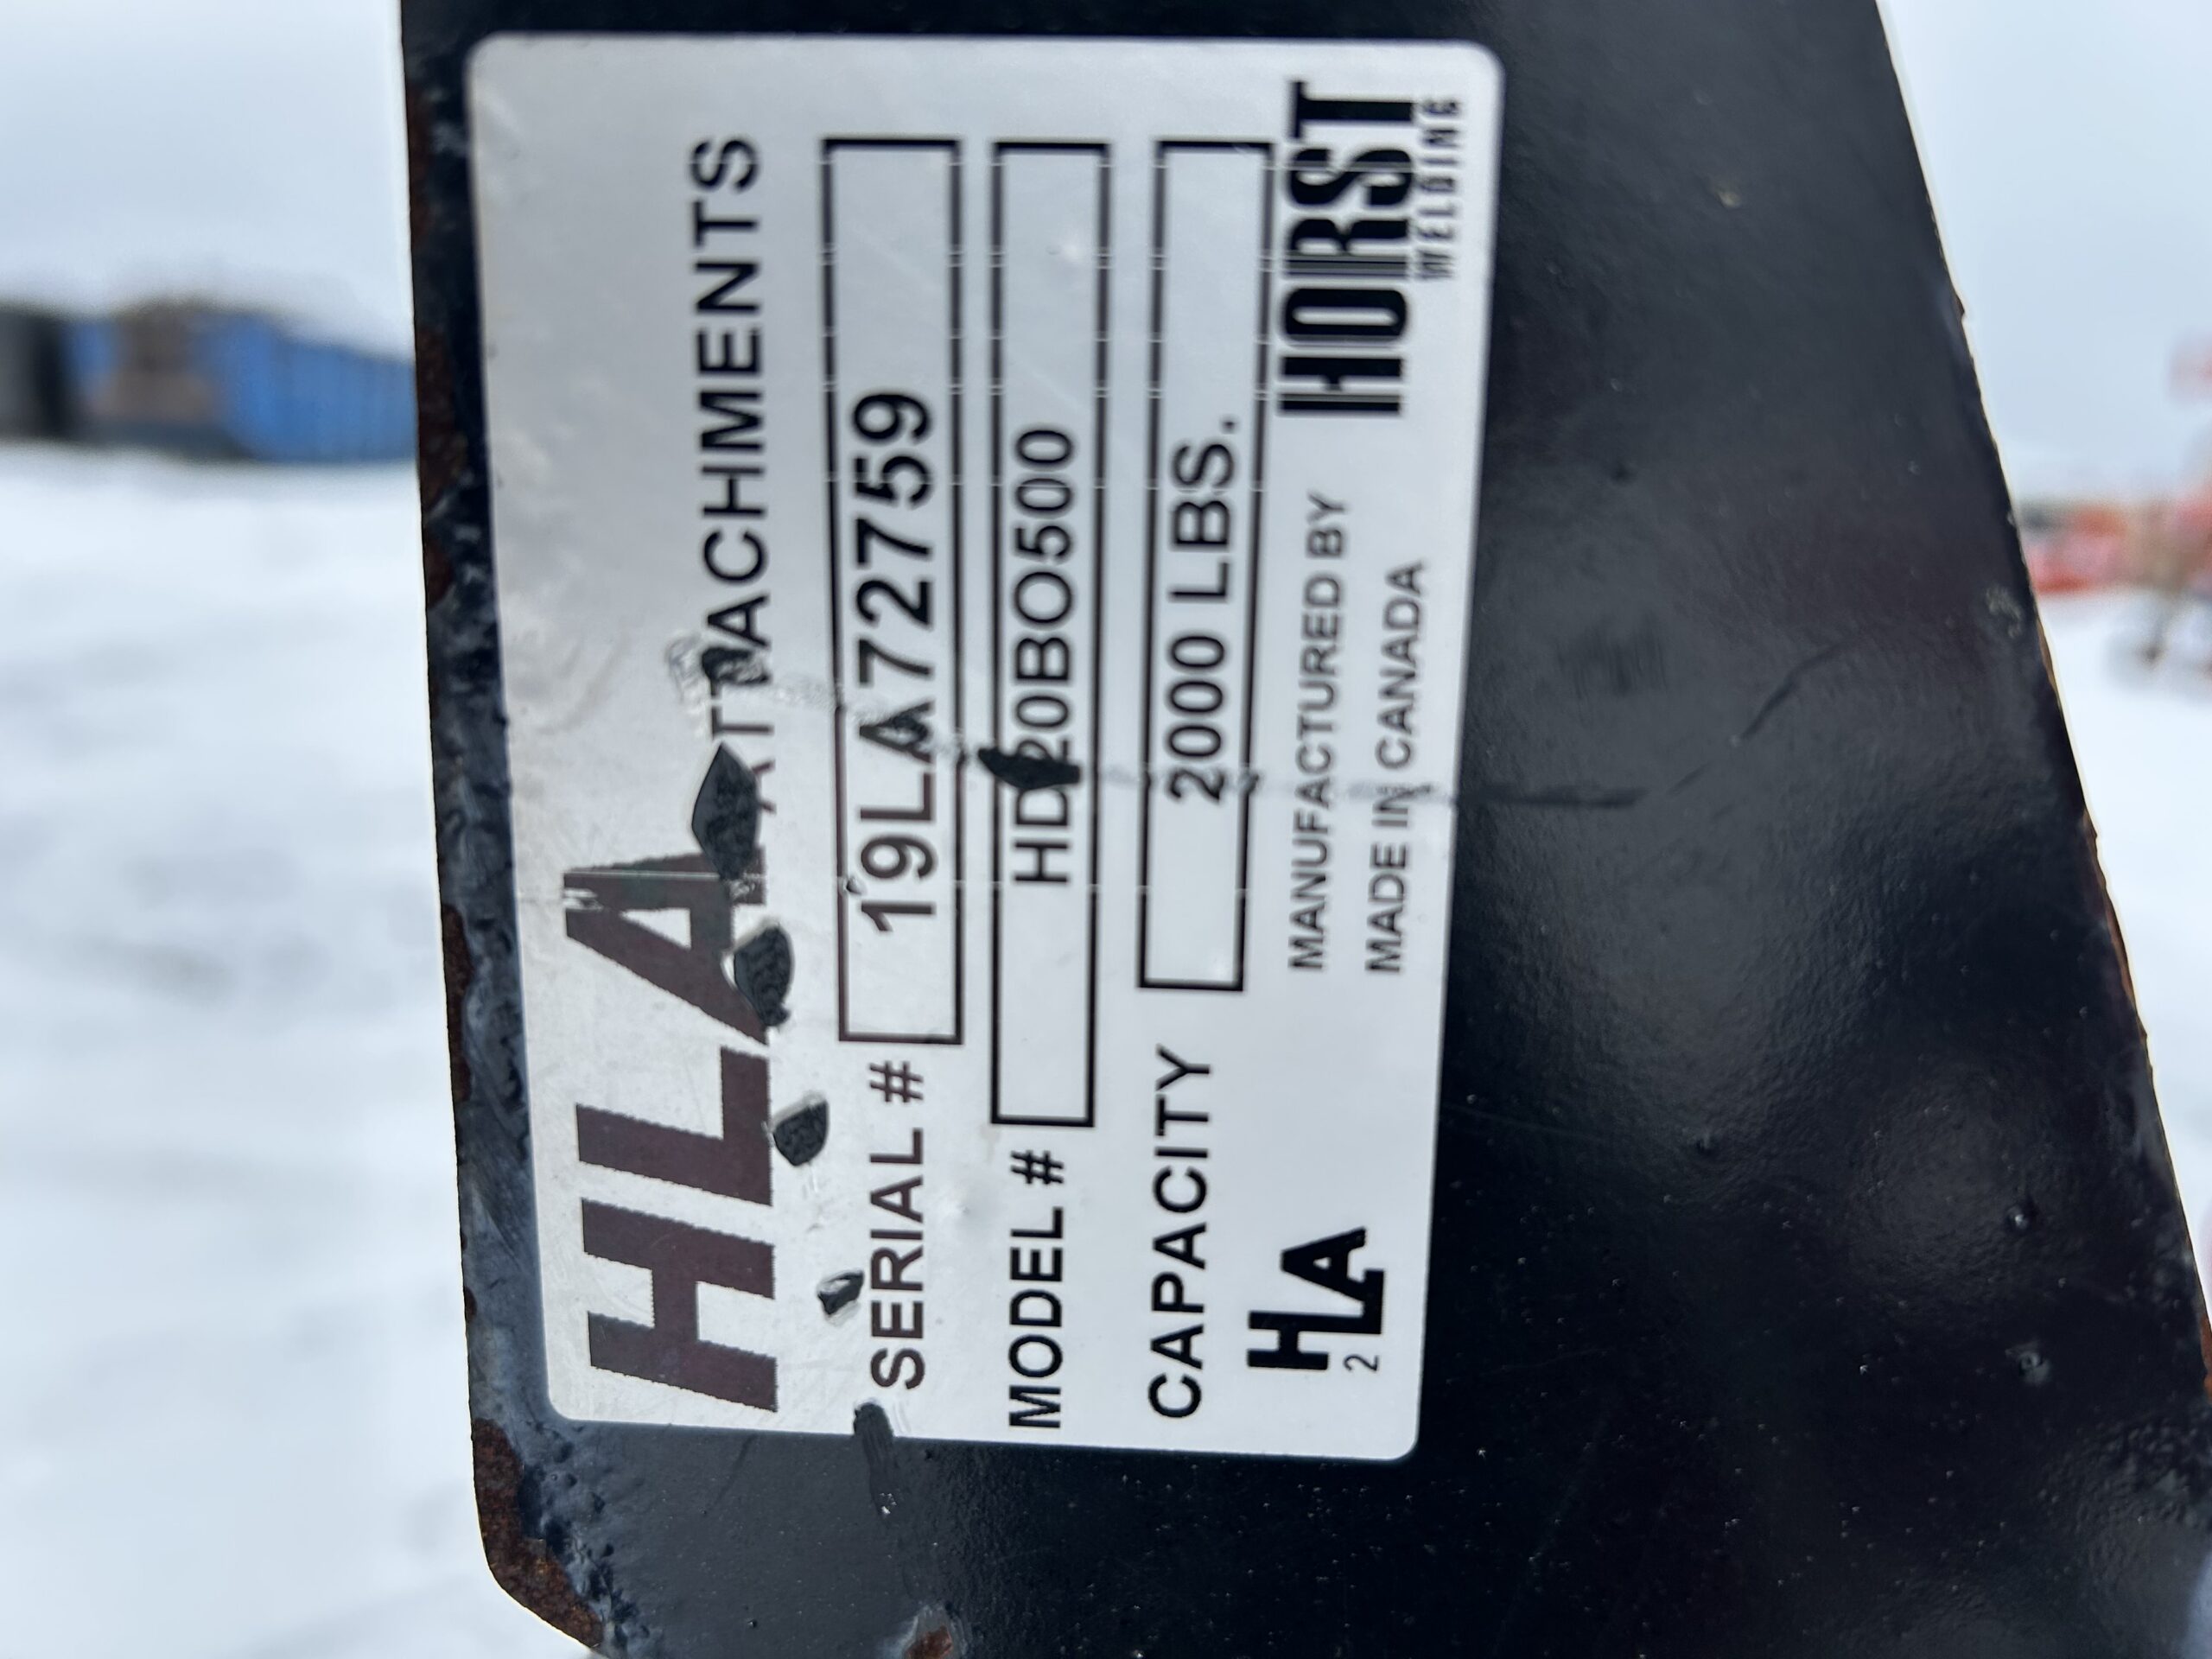 HLA ATTACHMENTS
SERIAL # 19LA72759
MODEL # HD20BO500
CAPACITY 2000 LBS.
HLA
2
MANUFACTURED BY
MADE IN CANADA
HORST
WELDING